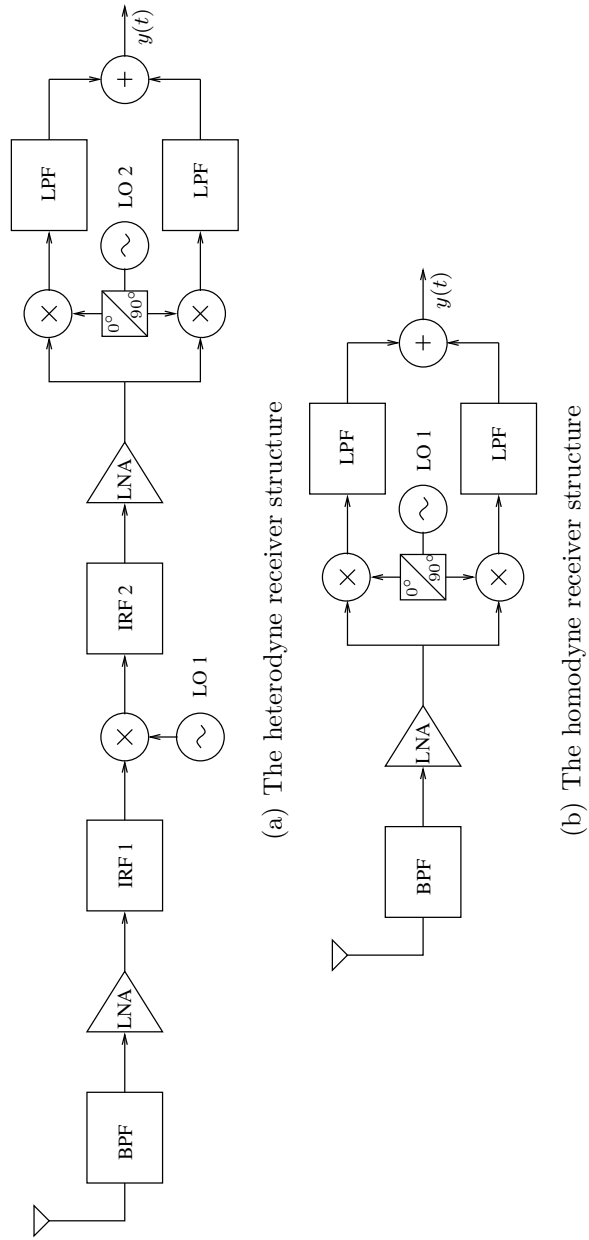 BPF
LNA
IRF 1
×
LO 1
IRF 2
LNA
×
×
0°
90°
LO 2
LPF
LPF
+
y(t)
(a) The heterodyne receiver structure
BPF
LNA
×
×
0°
90°
LO 1
LPF
LPF
+
y(t)
(b) The homodyne receiver structure